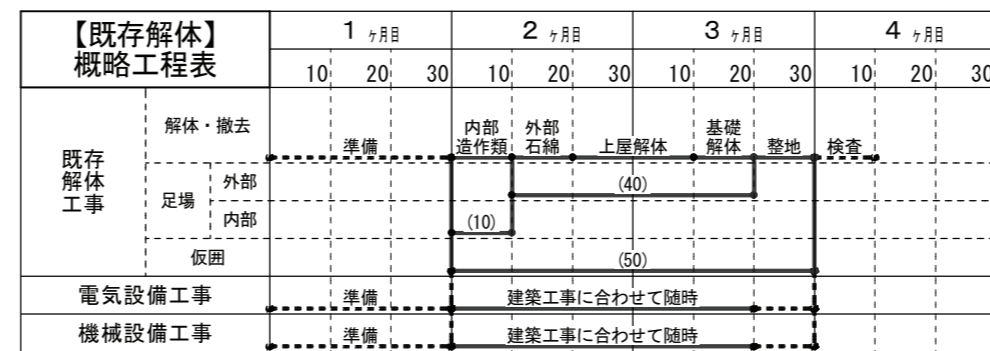 【既存解体】
概略工程表
1 ヶ月目 2 ヶ月目 3 ヶ月目 4 ヶ月目
10 20 30 10 20 30 10 20 30 10 20 30
既存
解体
工事
解体・撤去
準備
内部
造作類
外部
石綿
上屋解体
基礎
解体
整地
検査
足場
外部
(40)
内部
(10)
仮囲
(50)
電気設備工事 準備 建築工事に合わせて随時
機械設備工事 準備 建築工事に合わせて随時